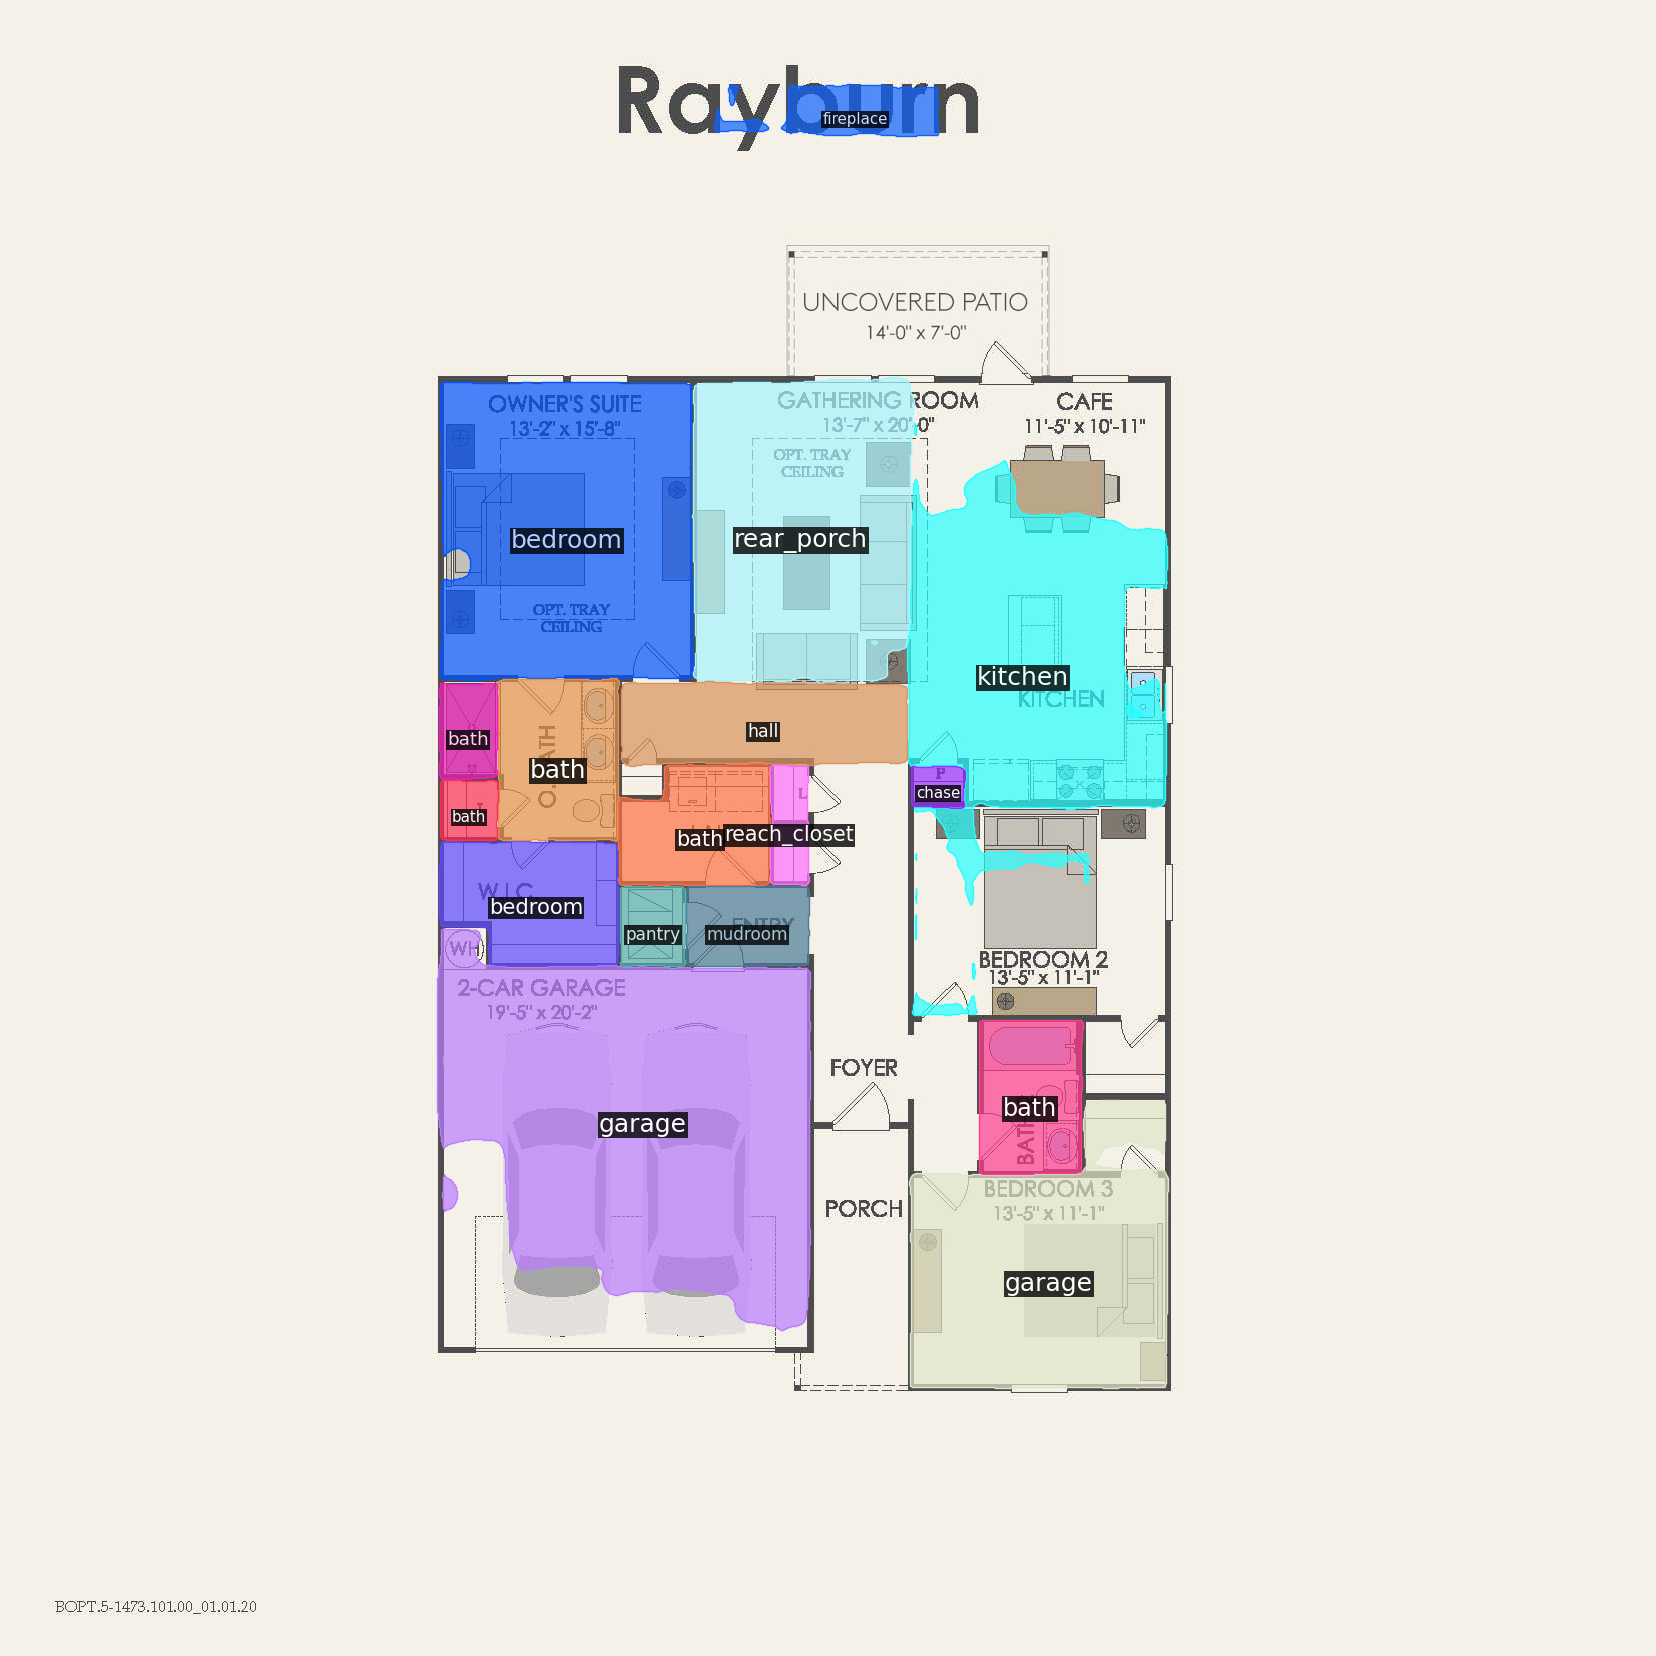 Rayburn
fireplace
UNCOVERED PATIO
14'-0" x 7'-0"
OWNER'S SUITE
13'-2" x 15'-8"
GATHERING ROOM
13'-7" x 20'-0"
CAFE
11'-5" x 10'-11"
OPT. TRAY
CEILING
bedroom
rear_porch
OPT. TRAY
CEILING
kitchen
KITCHEN
hall
bath
bath
P
chase
L
bath
bath
reach_closet
W.I.C.
bedroom
ENTRY
pantry
mudroom
WH
BEDROOM 2
13'-5" x 11'-1"
2-CAR GARAGE
19'-5" x 20'-2"
FOYER
garage
bath
BATH
PORCH
BEDROOM 3
13'-5" x 11'-1"
garage
BOPT.5-1473.101.00_01.01.20